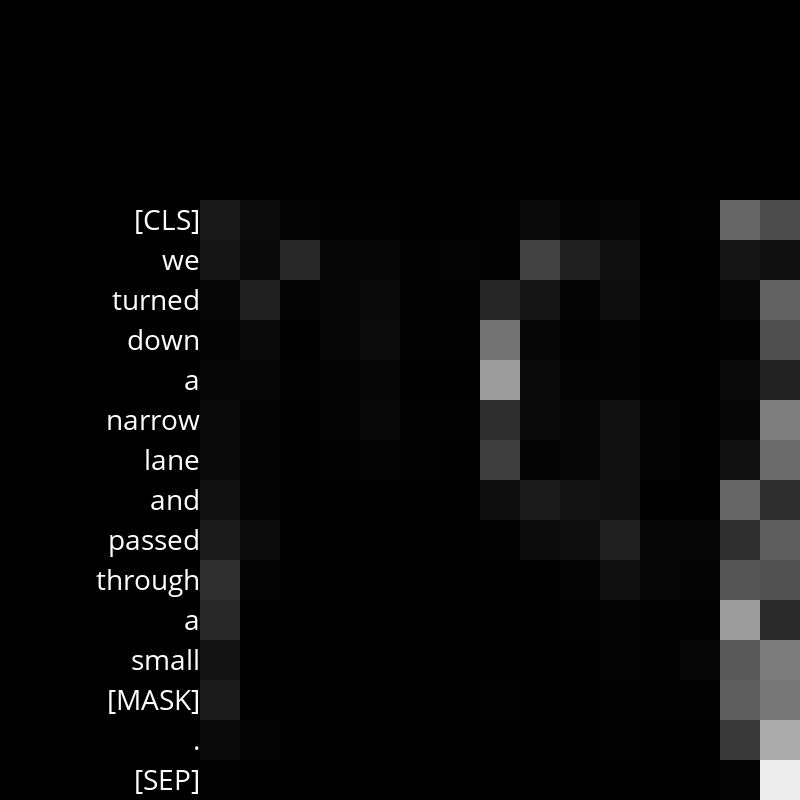 [CLS]
we
turned
down
a
narrow
lane
and
passed
through
a
small
[MASK]
.
[SEP]